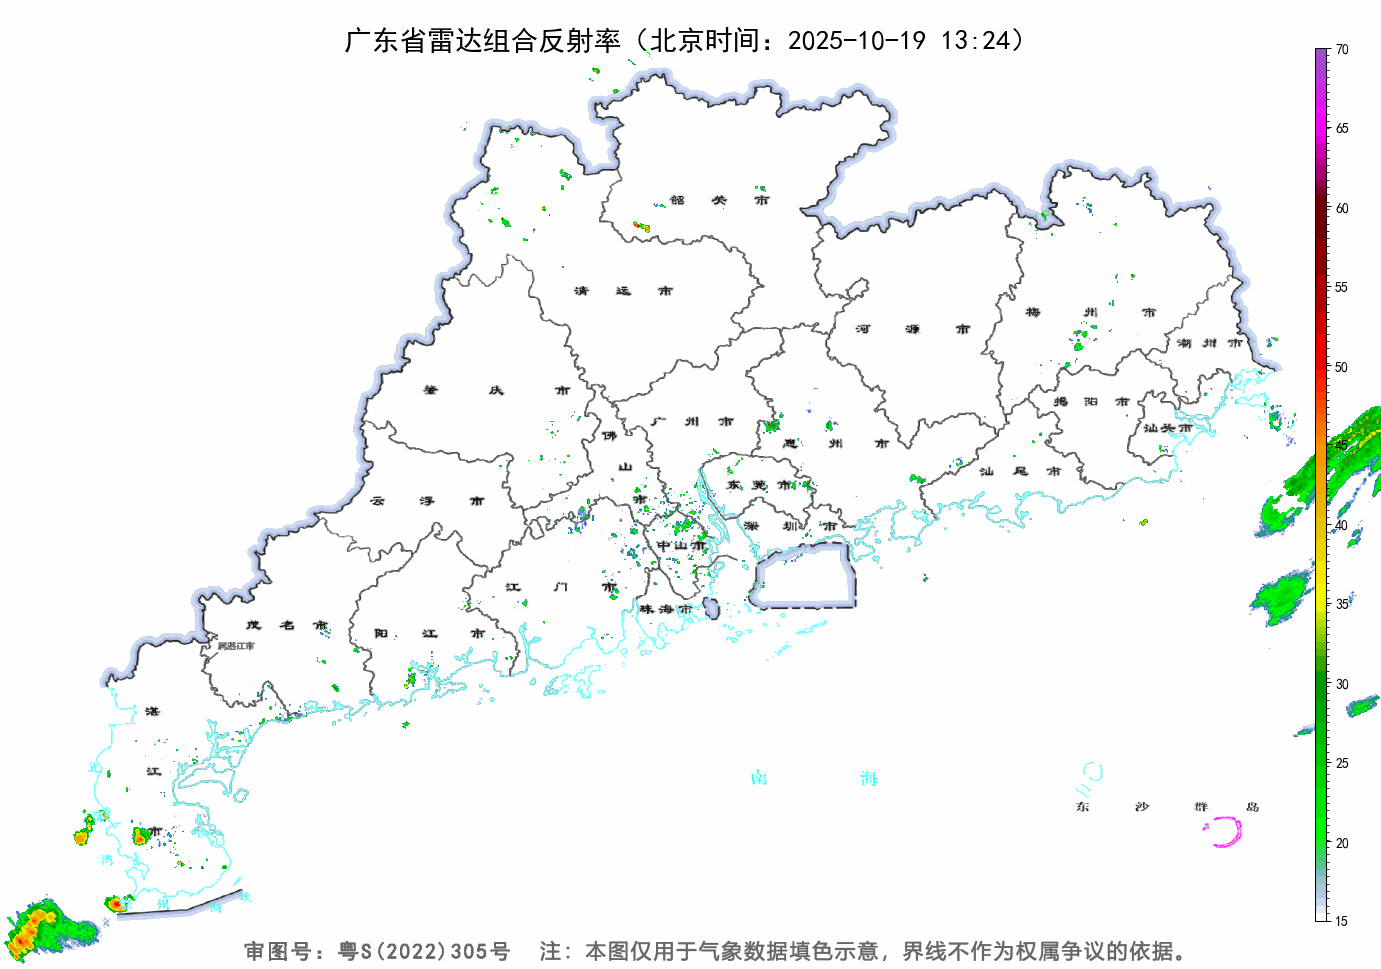 广东省雷达组合反射率（北京时间：2025-10-19 13:24）
70
65
60
55
50
45
40
35
30
25
20
15
韶关市
清远市
河源市
梅州市
潮州市
肇庆市
广州市
惠州市
揭阳市
汕头市
佛山市
东莞市
汕尾市
云浮市
深圳市
中山市
江门市
珠海市
茂名市
阳江市
属湛江市
湛江市
北
湾
州
海峡
南海
东沙群岛
审图号：粤S(2022)305号 注：本图仅用于气象数据填色示意，界线不作为权属争议的依据。